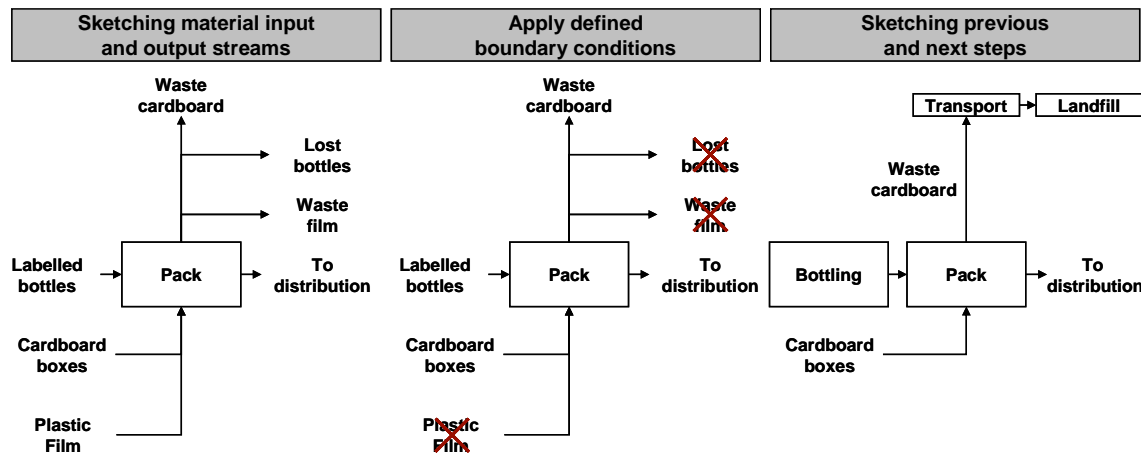 Sketching material input
and output streams
Waste
cardboard
Lost
bottles
Waste
film
Labelled
bottles
Pack
To
distribution
Cardboard
boxes
Plastic
Film
Apply defined
boundary conditions
Waste
cardboard
Lost
bottles
Waste
film
Labelled
bottles
Pack
To
distribution
Cardboard
boxes
Plastic
Film
Sketching previous
and next steps
Transport
Landfill
Waste
cardboard
Bottling
Pack
To
distribution
Cardboard
boxes